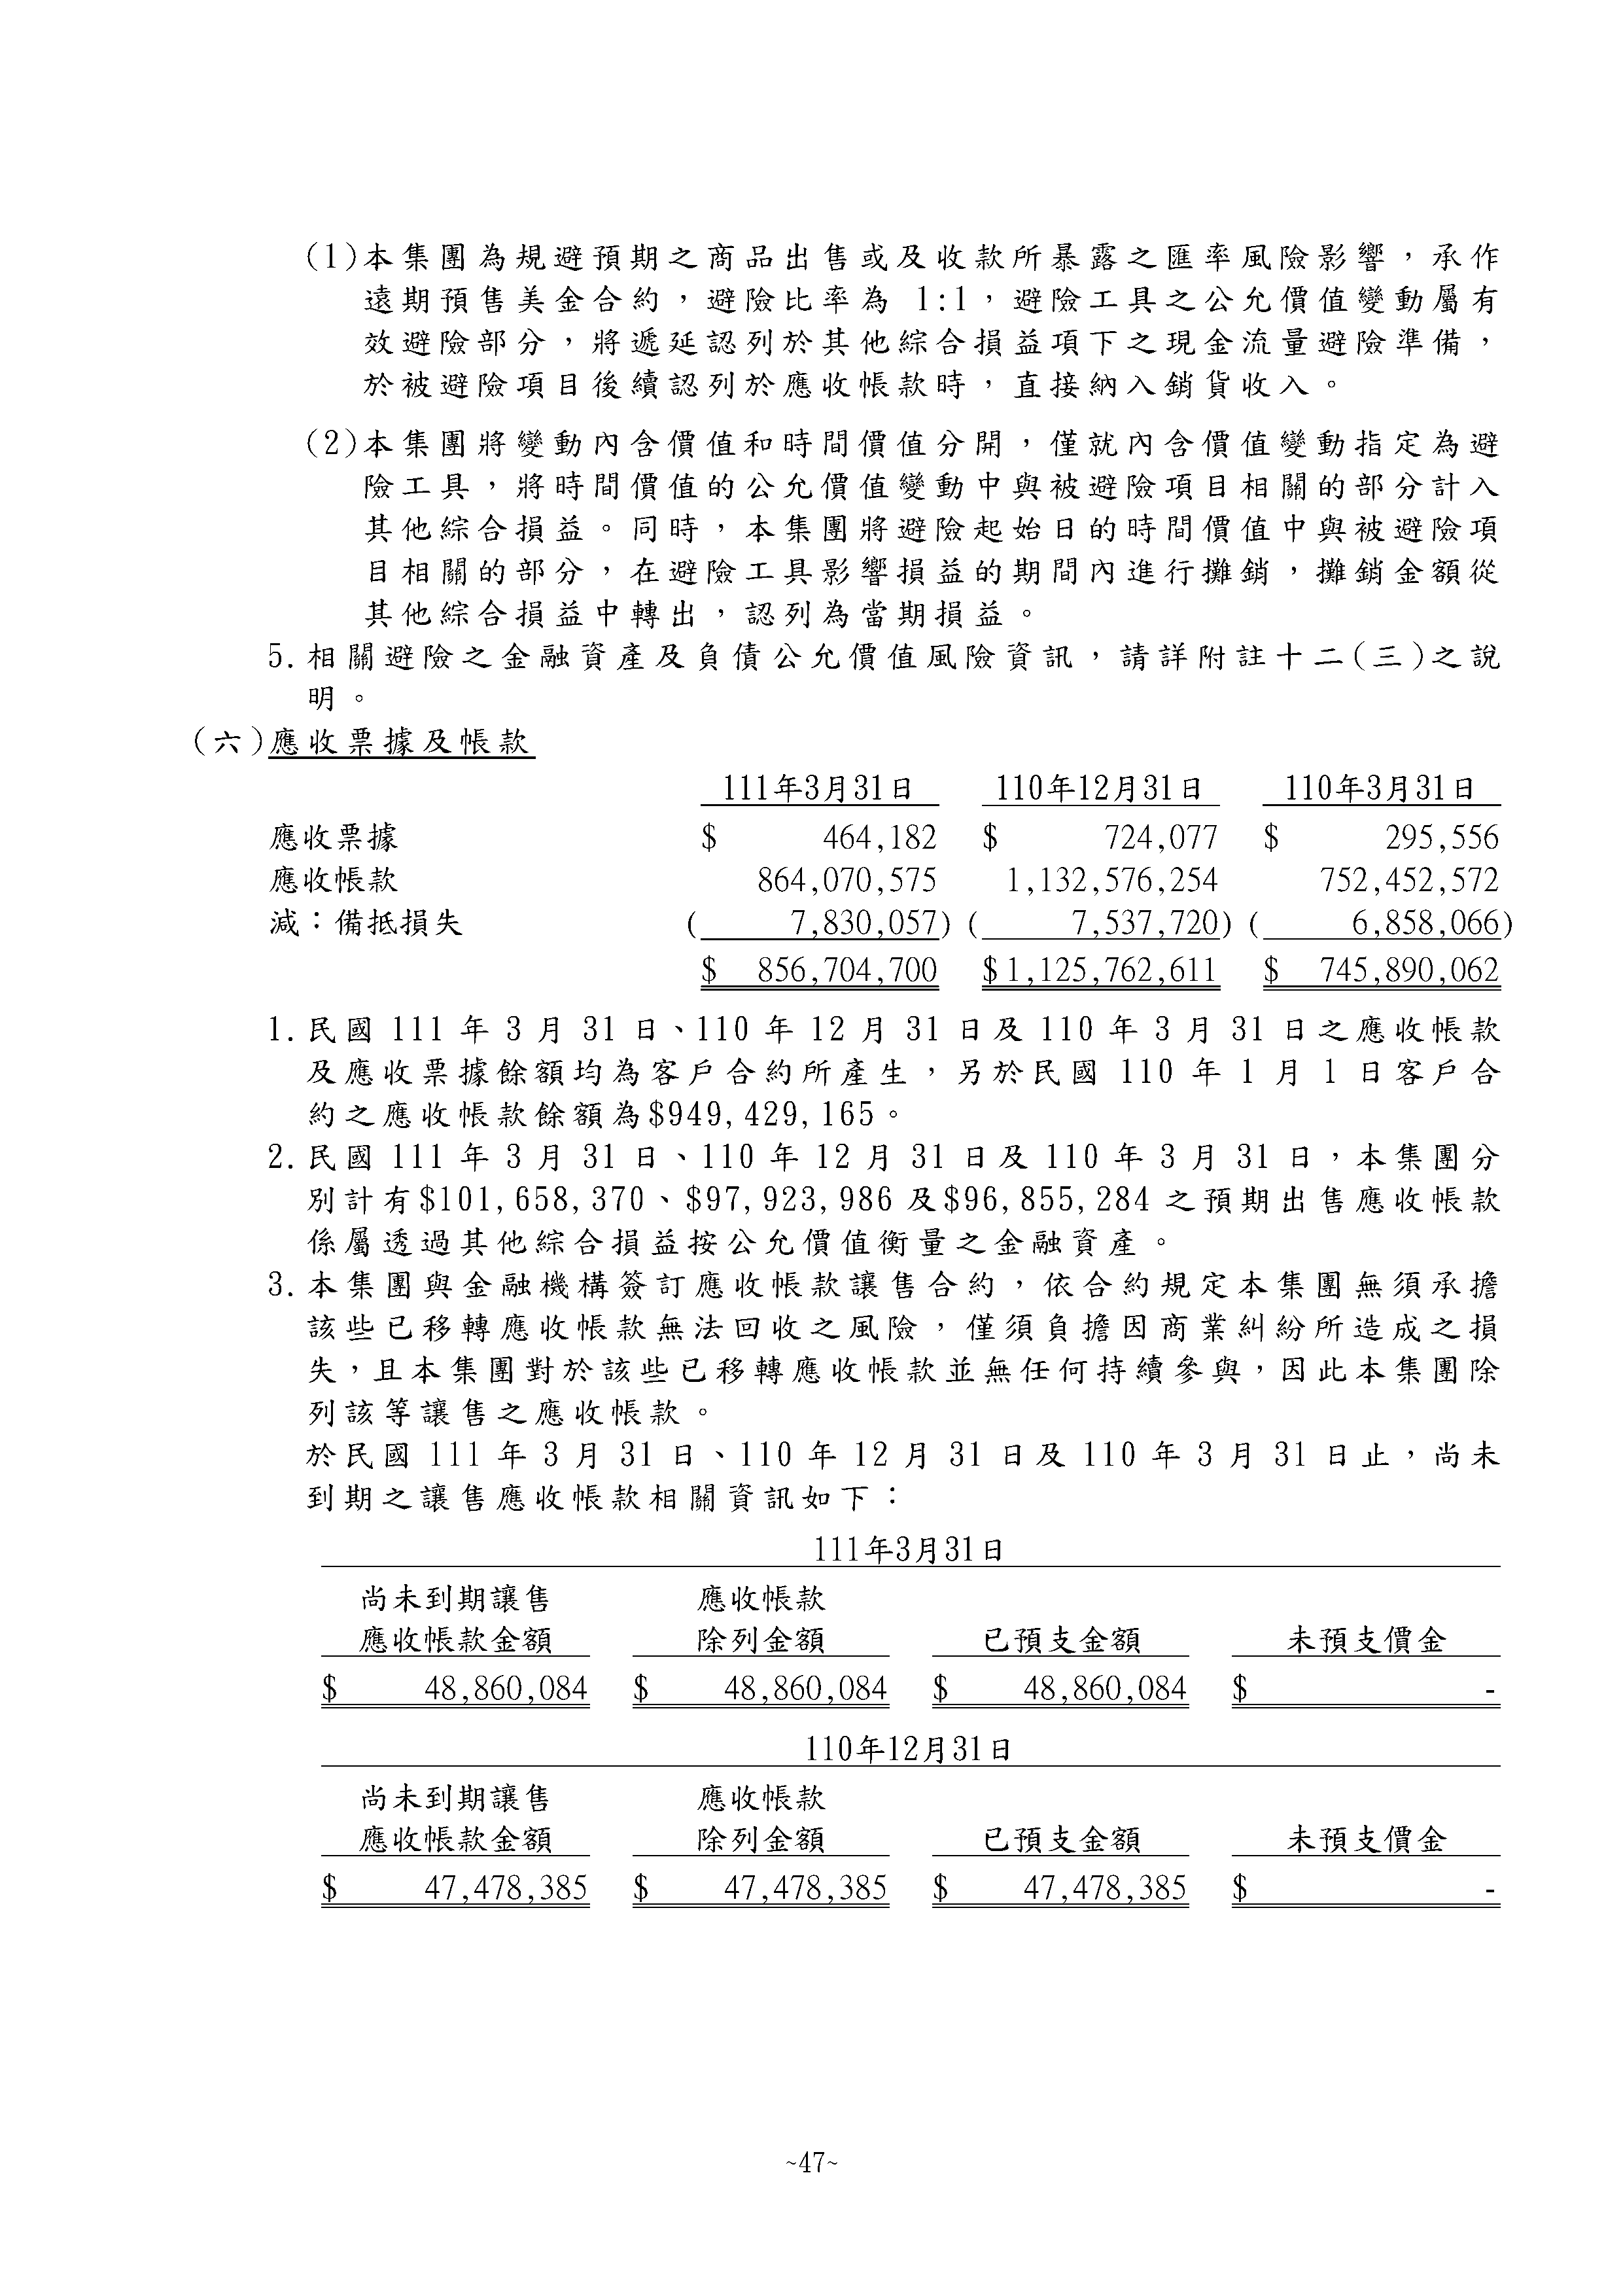 (1)本集團為規避預期之商品出售或及收款所暴露之匯率風險影響，承作
遠期預售美金合約，避險比率為 1:1，避險工具之公允價值變動屬有
效避險部分，將遞延認列於其他綜合損益項下之現金流量避險準備，
於被避險項目後續認列於應收帳款時，直接納入銷貨收入。
(2)本集團將變動內含價值和時間價值分開，僅就內含價值變動指定為避
險工具，將時間價值的公允價值變動中與被避險項目相關的部分計入
其他綜合損益。同時，本集團將避險起始日的時間價值中與被避險項
目相關的部分，在避險工具影響損益的期間內進行攤銷，攤銷金額從
其他綜合損益中轉出，認列為當期損益。
5.相關避險之金融資產及負債公允價值風險資訊，請詳附註十二(三)之說
明。
(六)應收票據及帳款
111年3月31日 110年12月31日 110年3月31日
應收票據 $ 464,182 $ 724,077 $ 295,556
應收帳款 864,070,575 1,132,576,254 752,452,572
減：備抵損失 ( 7,830,057) ( 7,537,720) ( 6,858,066)
$ 856,704,700 $1,125,762,611 $ 745,890,062
1.民國 111 年 3 月 31 日、110 年 12 月 31 日及 110 年 3 月 31 日之應收帳款
及應收票據餘額均為客戶合約所產生，另於民國 110 年 1 月 1 日客戶合
約之應收帳款餘額為$949,429,165。
2.民國 111 年 3 月 31 日、110 年 12 月 31 日及 110 年 3 月 31 日，本集團分
別計有$101,658,370、$97,923,986 及$96,855,284 之預期出售應收帳款
係屬透過其他綜合損益按公允價值衡量之金融資產。
3.本集團與金融機構簽訂應收帳款讓售合約，依合約規定本集團無須承擔
該些已移轉應收帳款無法回收之風險，僅須負擔因商業糾紛所造成之損
失，且本集團對於該些已移轉應收帳款並無任何持續參與，因此本集團除
列該等讓售之應收帳款。
於民國 111 年 3 月 31 日、110 年 12 月 31 日及 110 年 3 月 31 日止，尚未
到期之讓售應收帳款相關資訊如下：
111年3月31日
尚未到期讓售 應收帳款
應收帳款金額 除列金額 已預支金額 未預支價金
$ 48,860,084 $ 48,860,084 $ 48,860,084 $ -
110年12月31日
尚未到期讓售 應收帳款
應收帳款金額 除列金額 已預支金額 未預支價金
$ 47,478,385 $ 47,478,385 $ 47,478,385 $ -
~47~